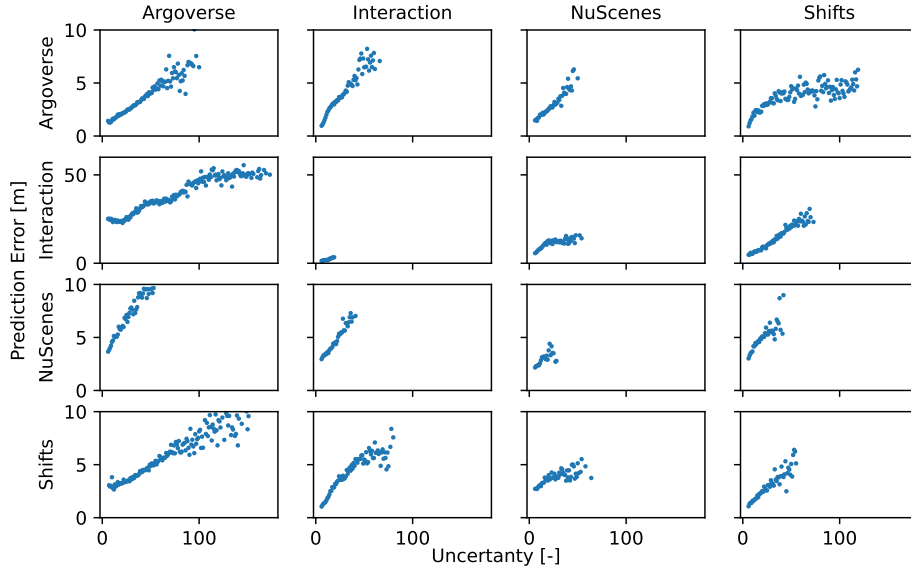 Argoverse Interaction NuScenes Shifts
10
5
0
Argoverse
50
0
Interaction
10
5
0
NuScenes
10
5
0
Shifts
Prediction Error [m]
0 100 0 100 0 100 0 100
Uncertanty [-]